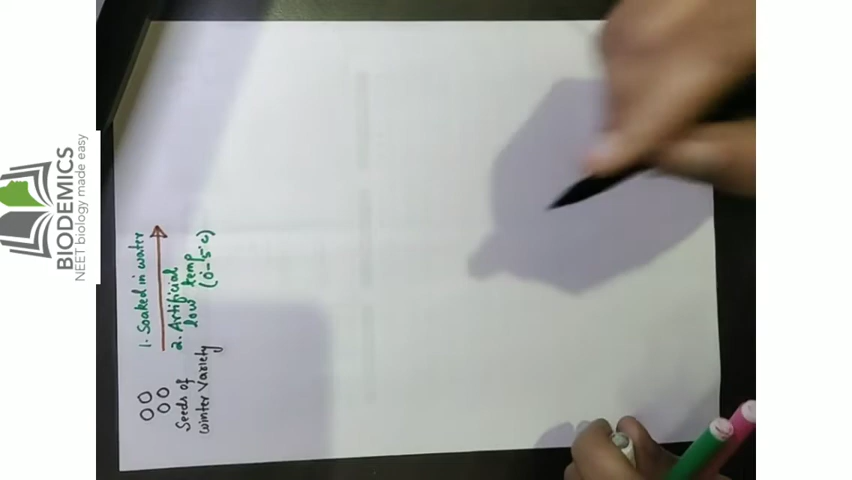 BIODEMICS
NEET biology made easy
1. Soaked in water
2. Artificial
low temp
(0-5°C)
Seeds of
winter Variety